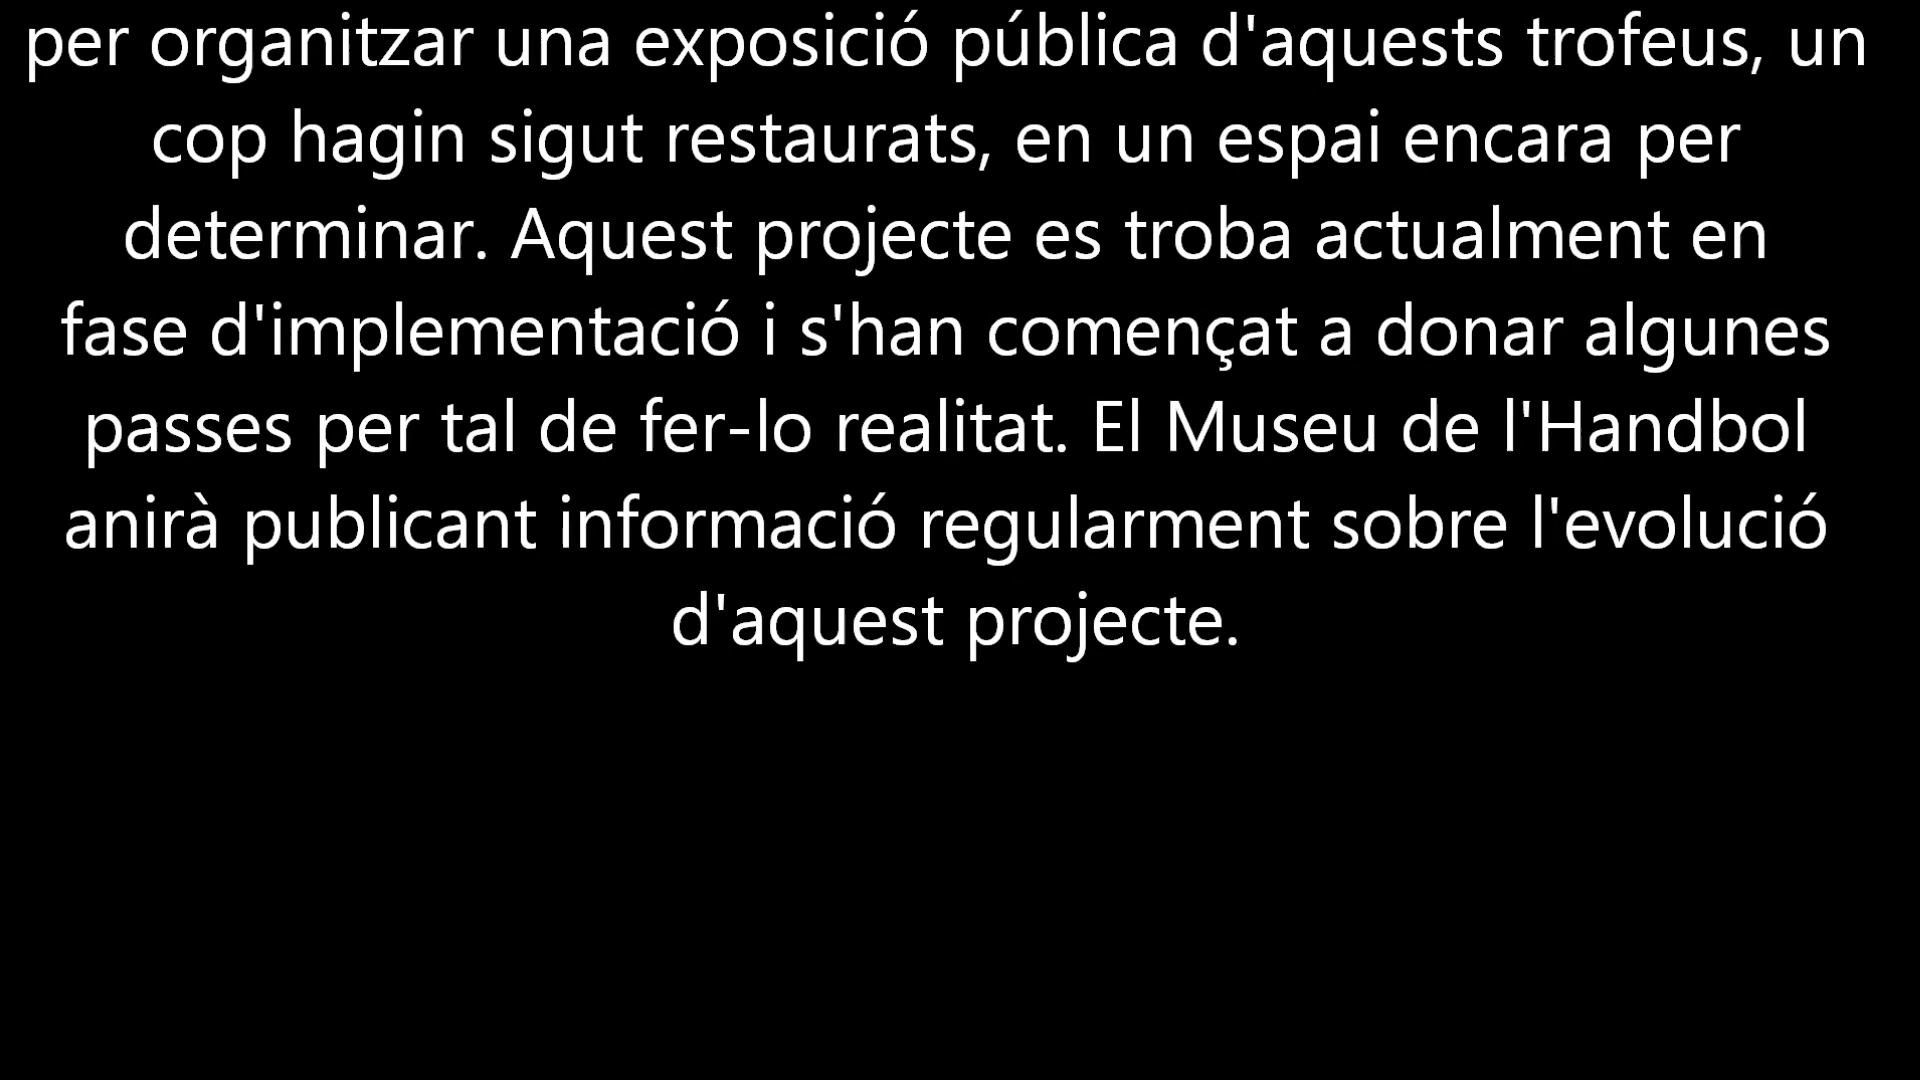 per organitzar una exposició pública d'aquests trofeus, un
cop hagin sigut restaurats, en un espai encara per
determinar. Aquest projecte es troba actualment en
fase d'implementació i s'han començat a donar algunes
passes per tal de fer-lo realitat. El Museu de l'Handbol
anirà publicant informació regularment sobre l'evolució
d'aquest projecte.